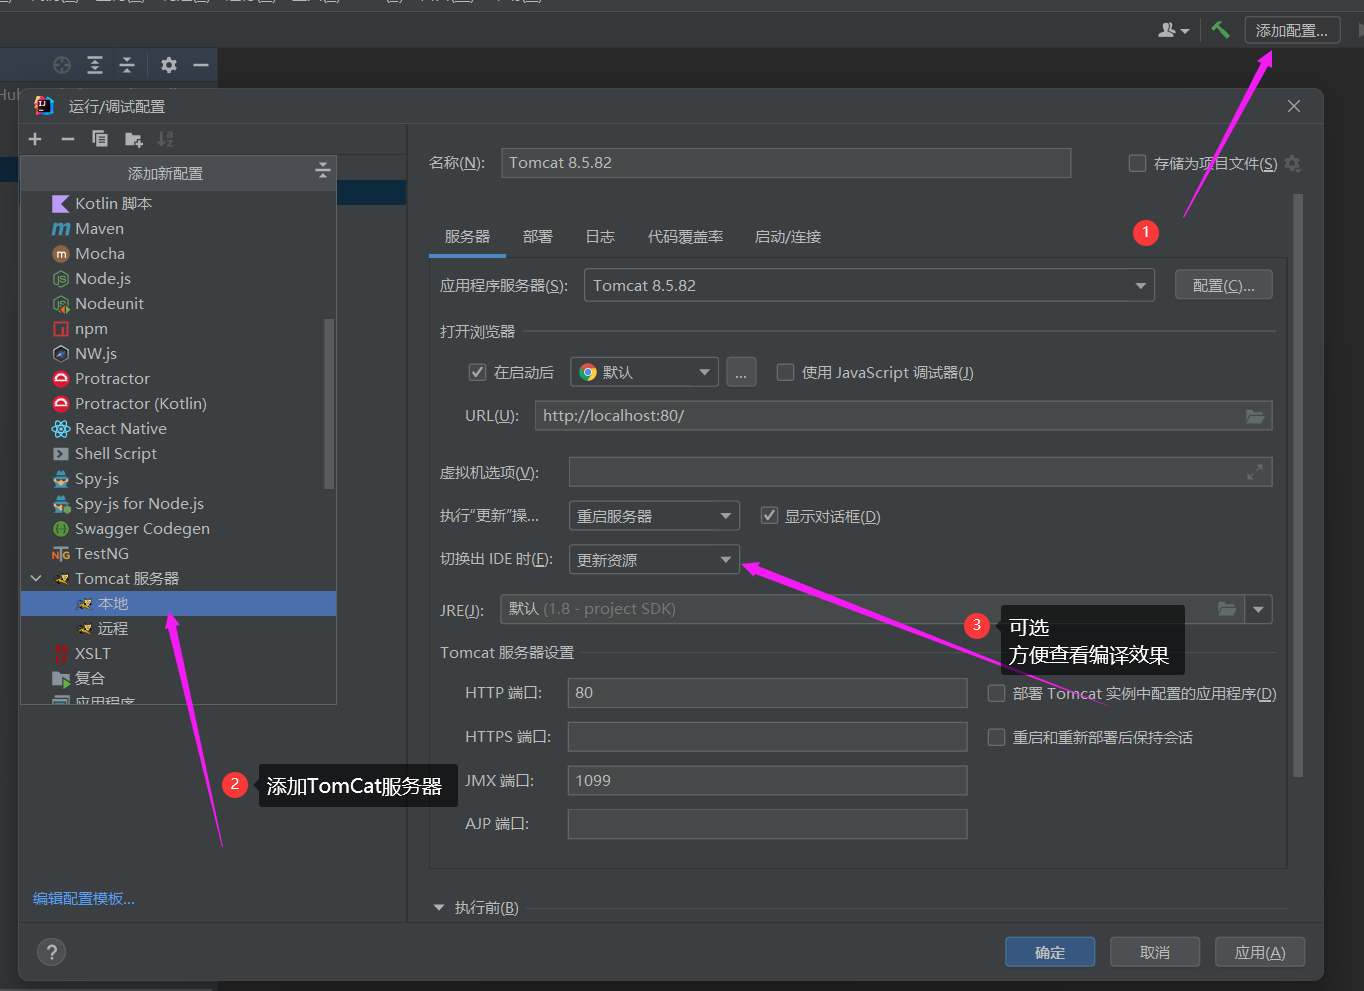 添加配置...
Hub
运行/调试配置
添加新配置
Kotlin 脚本
Maven
Mocha
Node.js
Nodeunit
npm
NW.js
Protractor
Protractor (Kotlin)
React Native
Shell Script
Spy-js
Spy-js for Node.js
Swagger Codegen
TestNG
Tomcat 服务器
本地
远程
XSLT
复合
应用程序
2 添加TomCat服务器
编辑配置模板...
?
名称(N): Tomcat 8.5.82 存储为项目文件(S)
1
服务器 部署 日志 代码覆盖率 启动/连接
应用程序服务器(S): Tomcat 8.5.82 配置(C)...
打开浏览器
在启动后 默认 ... 使用 JavaScript 调试器(J)
URL(U): http://localhost:80/
虚拟机选项(V):
执行“更新”操... 重启服务器 显示对话框(D)
切换出 IDE 时(F): 更新资源
JRE(J): 默认 (1.8 - project SDK)
3 可选
方便查看编译效果
Tomcat 服务器设置
HTTP 端口: 80 部署 Tomcat 实例中配置的应用程序(D)
HTTPS 端口: 重启和重新部署后保持会话
JMX 端口: 1099
AJP 端口:
执行前(B)
确定 取消 应用(A)